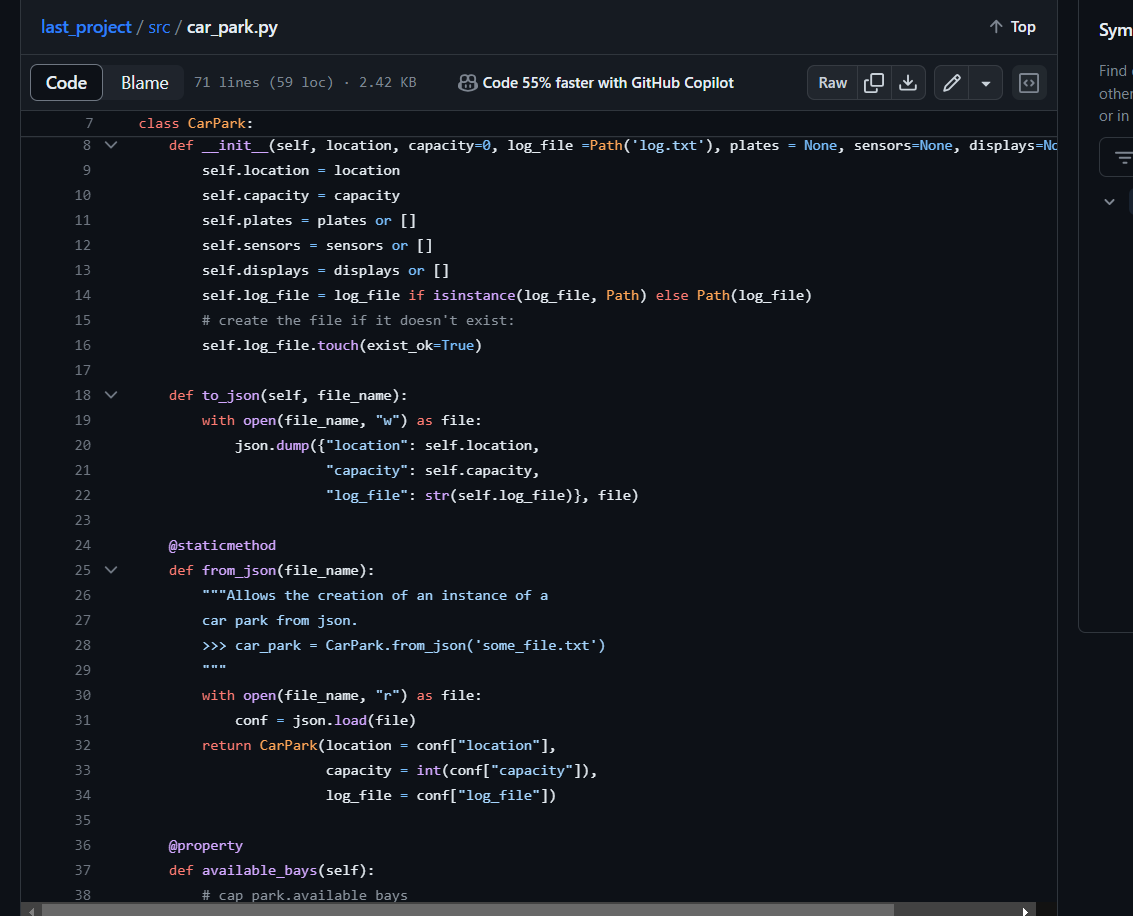 last_project / src / car_park.py
Top
Sym
Code Blame 71 lines (59 loc) · 2.42 KB Code 55% faster with GitHub Copilot Raw
Find
other
or in
7 class CarPark:
8 def __init__(self, location, capacity=0, log_file =Path('log.txt'), plates = None, sensors=None, displays=No
9 self.location = location
10 self.capacity = capacity
11 self.plates = plates or []
12 self.sensors = sensors or []
13 self.displays = displays or []
14 self.log_file = log_file if isinstance(log_file, Path) else Path(log_file)
15 # create the file if it doesn't exist:
16 self.log_file.touch(exist_ok=True)
17
18 def to_json(self, file_name):
19 with open(file_name, "w") as file:
20 json.dump({"location": self.location,
21 "capacity": self.capacity,
22 "log_file": str(self.log_file)}, file)
23
24 @staticmethod
25 def from_json(file_name):
26 """Allows the creation of an instance of a
27 car park from json.
28 >>> car_park = CarPark.from_json('some_file.txt')
29 """
30 with open(file_name, "r") as file:
31 conf = json.load(file)
32 return CarPark(location = conf["location"],
33 capacity = int(conf["capacity"]),
34 log_file = conf["log_file"])
35
36 @property
37 def available_bays(self):
38 # cap park.available bays